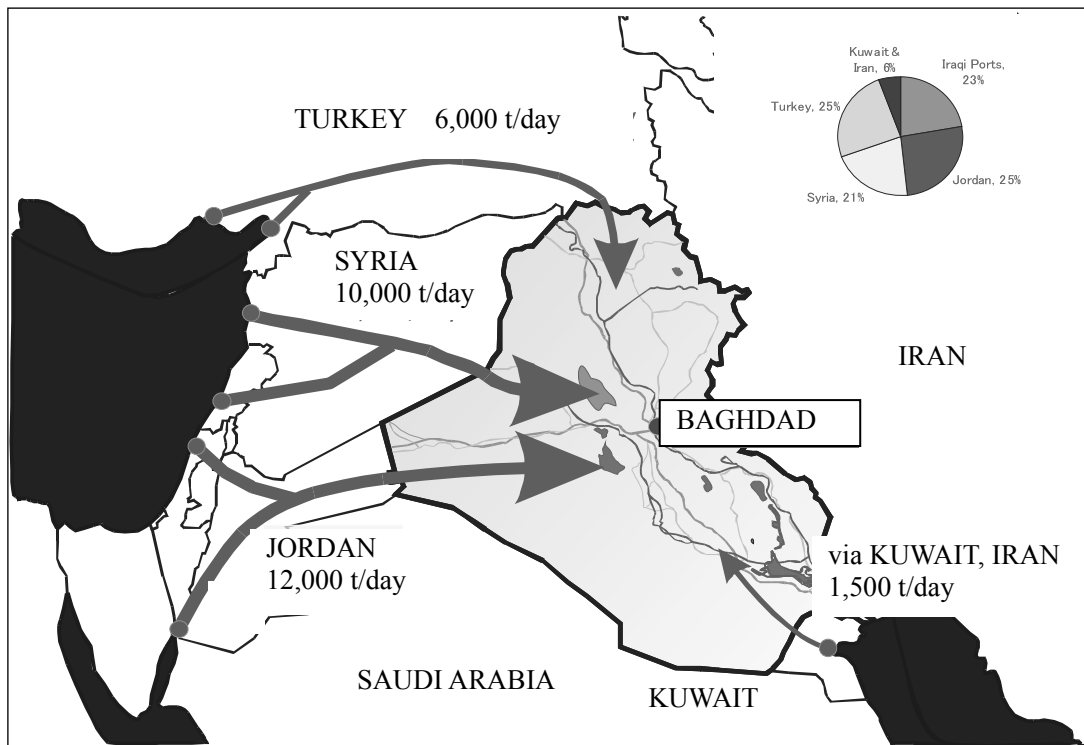 Kuwait &
Iran, 6%
Iraqi Ports,
23%
Turkey, 25%
Syria, 21%
Jordan, 25%
TURKEY 6,000 t/day
SYRIA
10,000 t/day
IRAN
BAGHDAD
JORDAN
12,000 t/day
via KUWAIT, IRAN
1,500 t/day
SAUDI ARABIA
KUWAIT